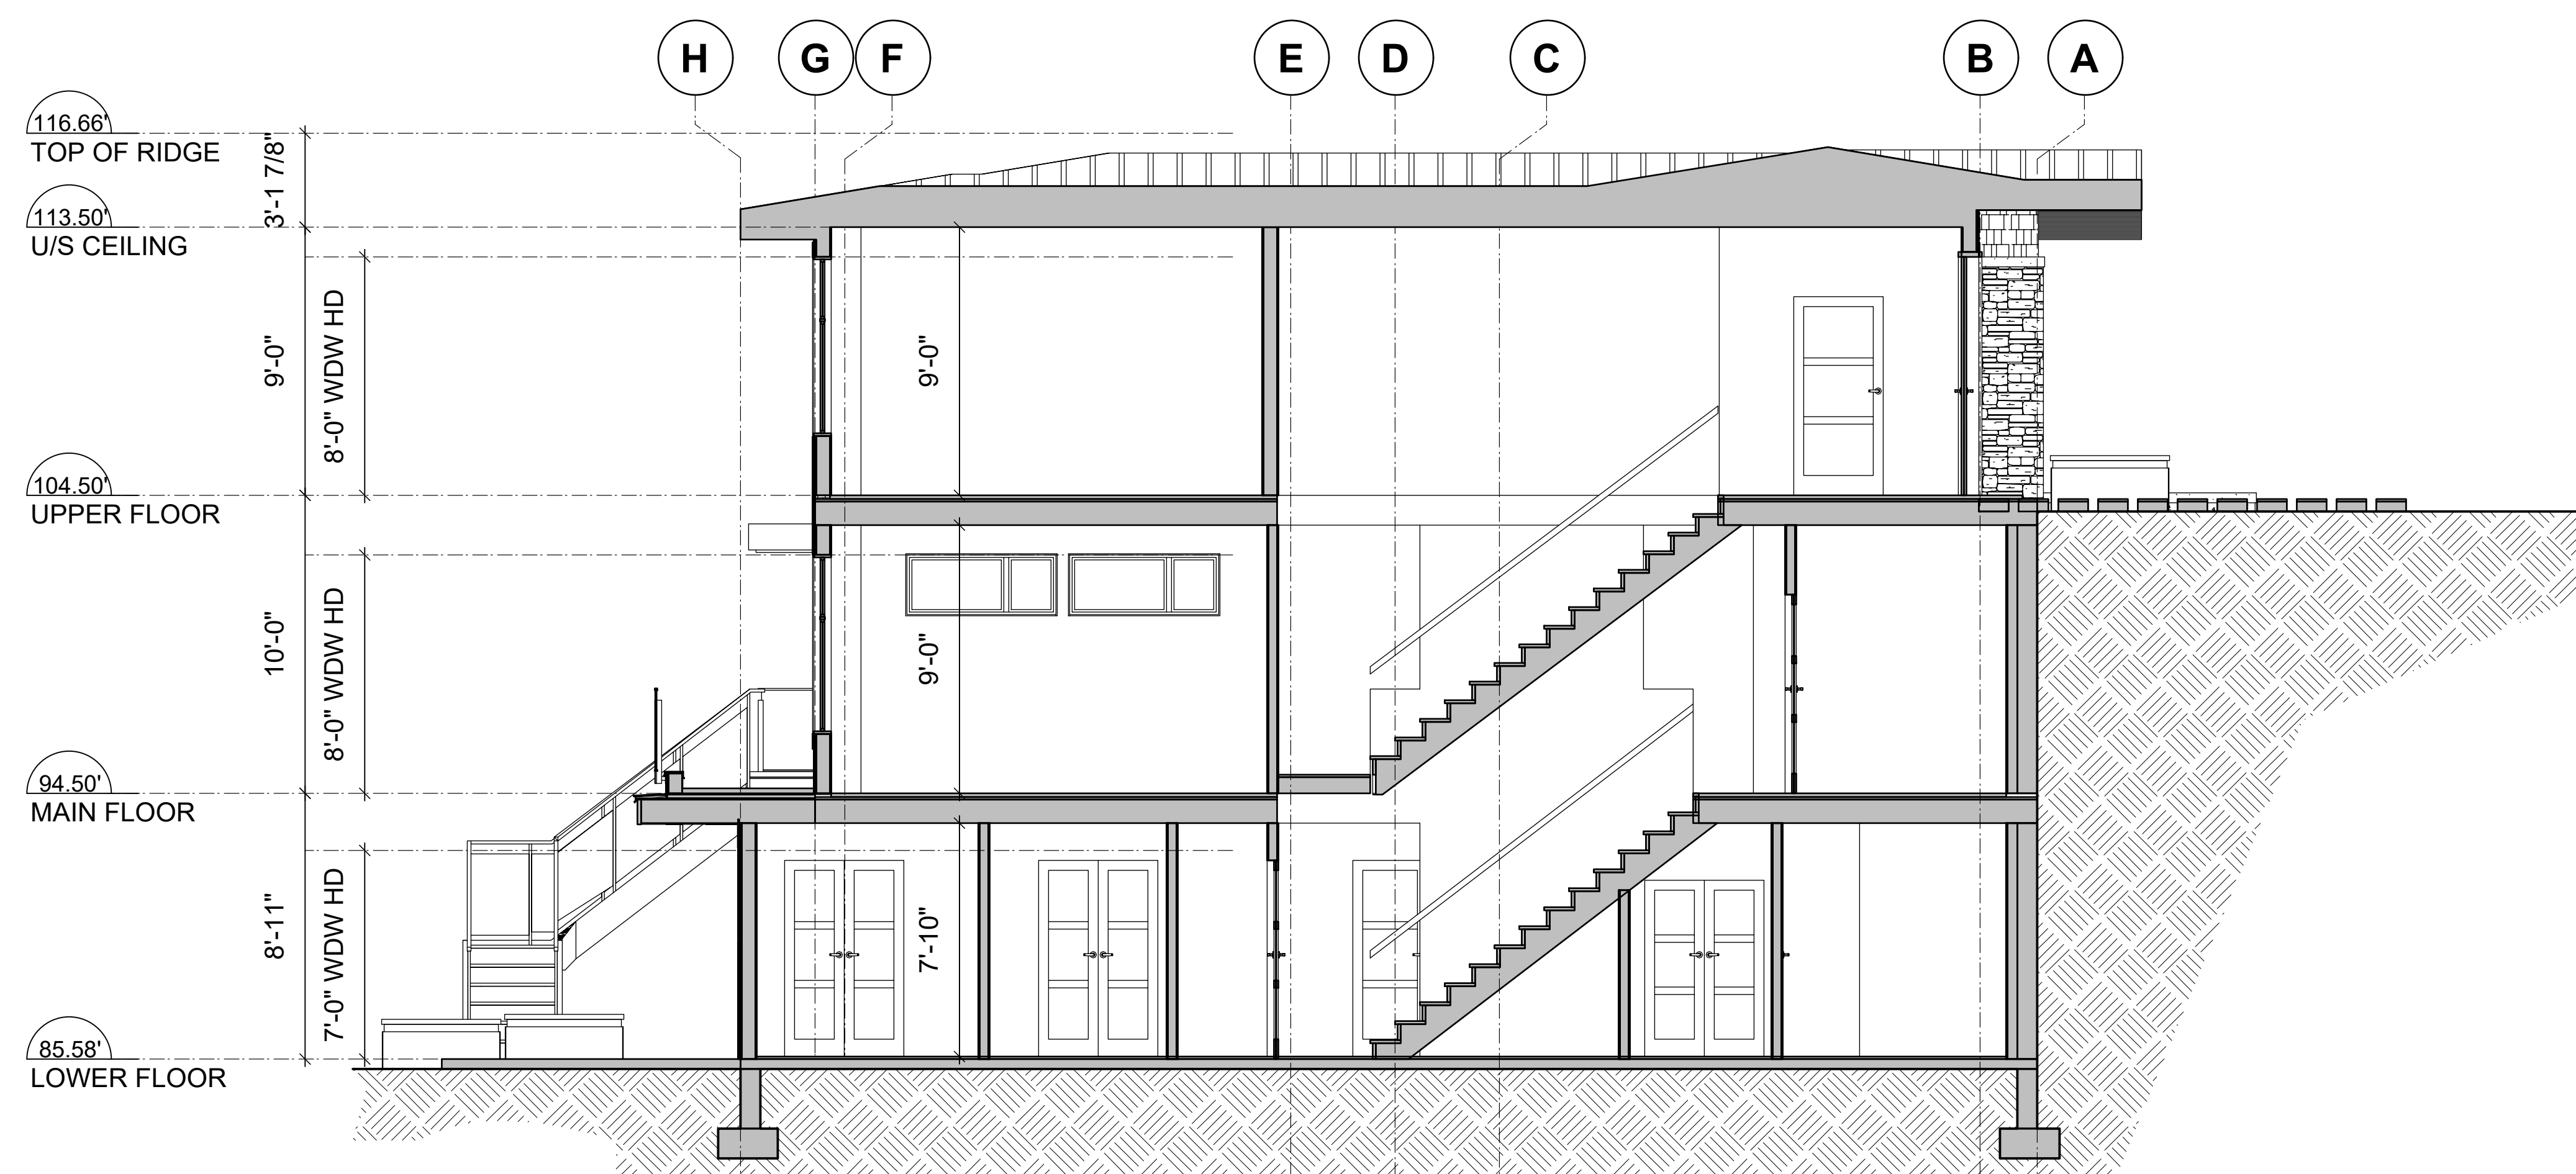 H G F E D C B A
116.66'
TOP OF RIDGE
3'-1 7/8"
113.50'
U/S CEILING
9'-0"
8'-0" WDW HD
9'-0"
104.50'
UPPER FLOOR
10'-0"
8'-0" WDW HD
9'-0"
94.50'
MAIN FLOOR
8'-11"
7'-0" WDW HD
7'-10"
85.58'
LOWER FLOOR